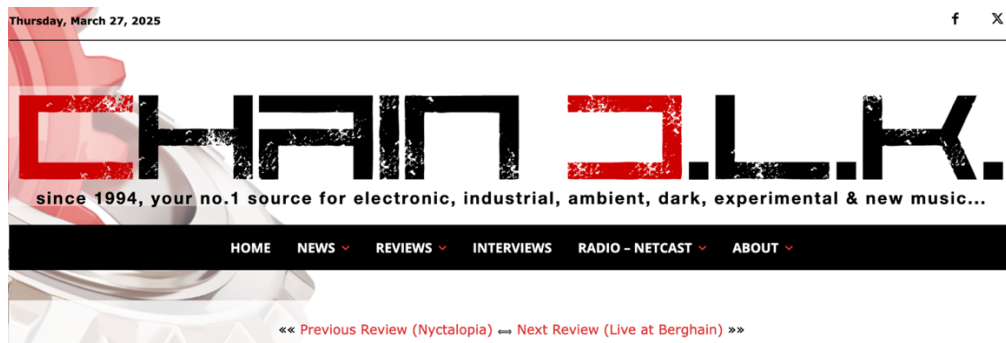 Thursday, March 27, 2025
CHAIN D.L.K.
since 1994, your no.1 source for electronic, industrial, ambient, dark, experimental & new music...
HOME NEWS REVIEWS INTERVIEWS RADIO – NETCAST ABOUT
«« Previous Review (Nyctalopia) ⟺ Next Review (Live at Berghain) »»